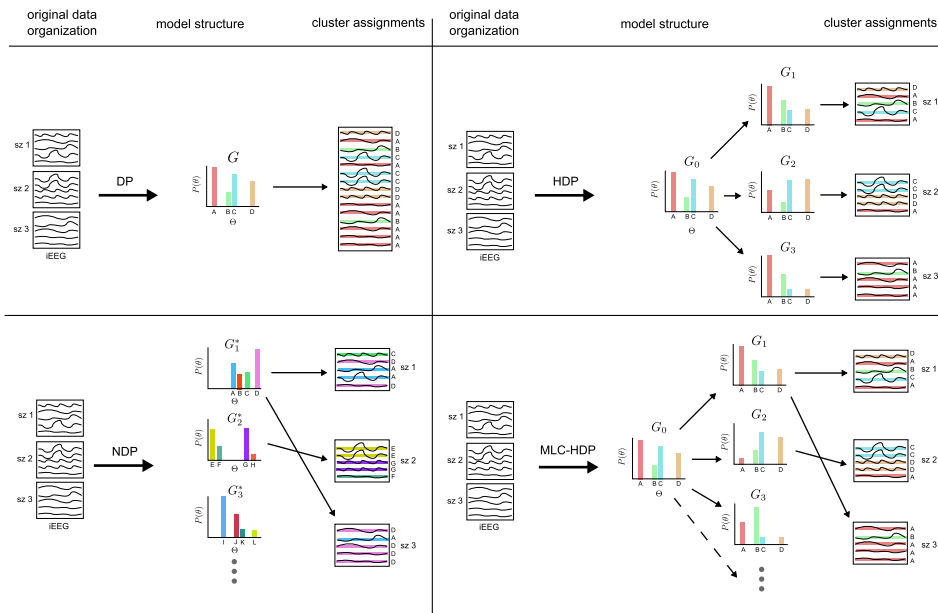 original data
organization
model structure
cluster assignments
original data
organization
model structure
cluster assignments
sz 1
sz 2
sz 3
iEEG
DP
G
P(θ)
A B C D
Θ
D
A
B
C
A
C
C
D
D
A
A
B
A
A
A
sz 1
sz 2
sz 3
iEEG
HDP
G₀
P(θ)
A B C D
Θ
G₁
P(θ)
A B C D
G₂
P(θ)
A B C D
G₃
P(θ)
A B C D
D
A
B
C
A
sz 1
C
C
D
D
A
sz 2
A
B
A
A
A
sz 3
sz 1
sz 2
sz 3
iEEG
NDP
G₁*
P(θ)
A B C D
Θ
G₂*
P(θ)
E F G H
Θ
G₃*
P(θ)
I J K L
Θ
C
D
A
A
D
sz 1
E
E
G
G
F
sz 2
D
A
D
D
D
sz 3
sz 1
sz 2
sz 3
iEEG
MLC-HDP
G₀
P(θ)
A B C D
Θ
G₁
P(θ)
A B C D
G₂
P(θ)
A B C D
G₃
P(θ)
A B C D
D
A
B
C
A
sz 1
C
C
D
D
A
sz 2
A
B
A
A
A
sz 3